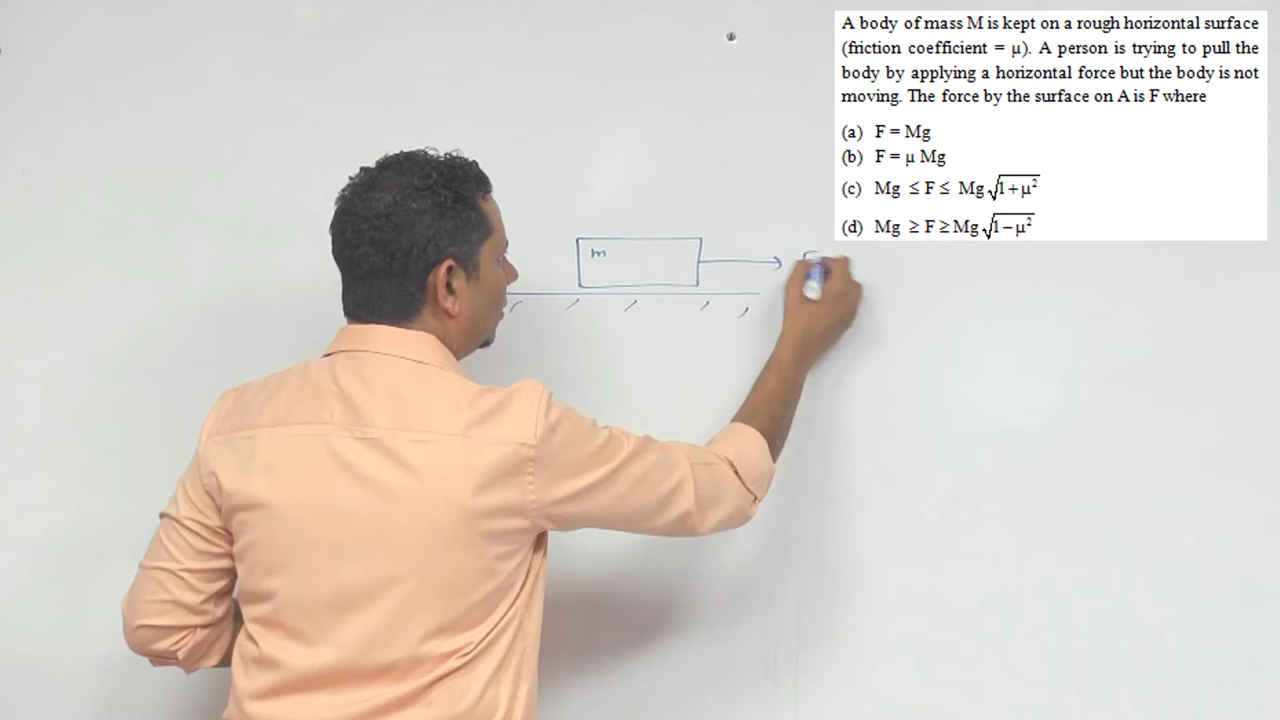 A body of mass M is kept on a rough horizontal surface
(friction coefficient = μ). A person is trying to pull the
body by applying a horizontal force but the body is not
moving. The force by the surface on A is F where
(a) F = Mg
(b) F = μ Mg
(c) Mg ≤ F ≤ Mg√1+μ²
(d) Mg ≥ F ≥ Mg√1−μ²
m